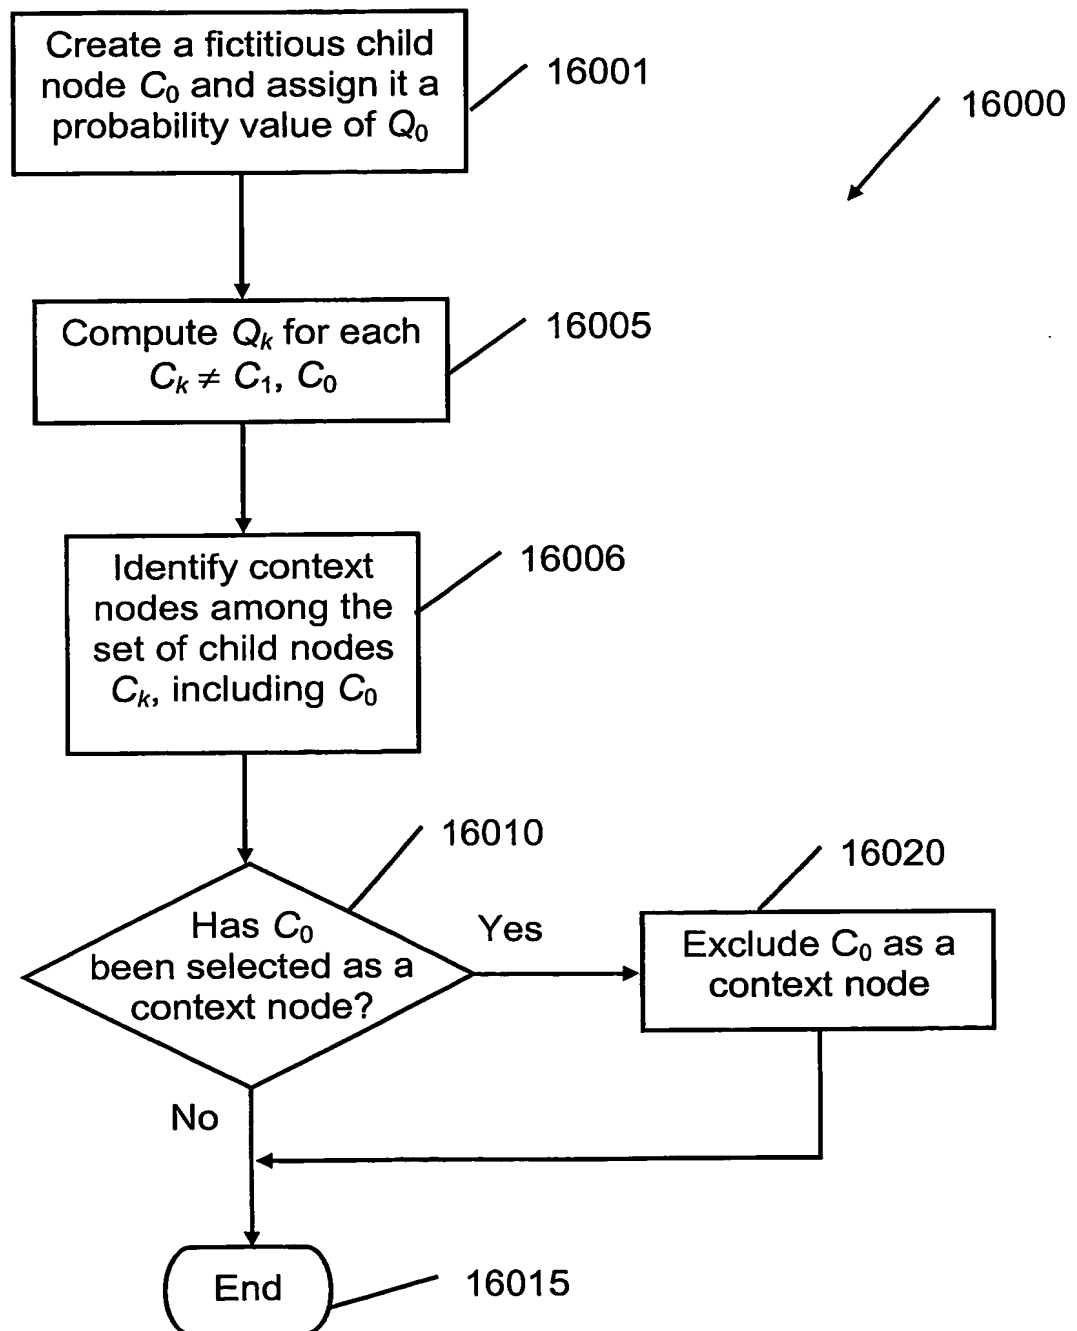 Create a fictitious child
node C₀ and assign it a
probability value of Q₀
16001
16000
Compute Qₖ for each
Cₖ ≠ C₁, C₀
16005
Identify context
nodes among the
set of child nodes
Cₖ, including C₀
16006
Has C₀
been selected as a
context node?
16010
Yes
Exclude C₀ as a
context node
16020
No
End
16015